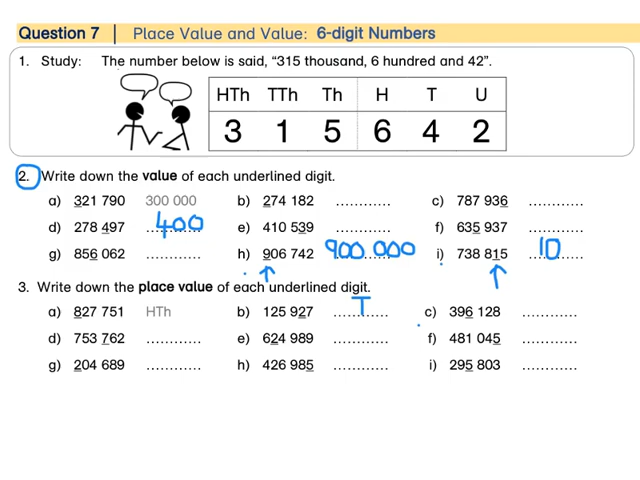 Question 7 | Place Value and Value: 6-digit Numbers
1. Study: The number below is said, “315 thousand, 6 hundred and 42”.
HTh TTh Th H T U
3 1 5 6 4 2
2. Write down the value of each underlined digit.
a) 321 790 300 000 b) 274 182 ............ c) 787 936 ............
d) 278 497 400 e) 410 539 ............ f) 635 937 ............
g) 856 062 ............ h) 906 742 900 000 i) 738 815 10
3. Write down the place value of each underlined digit.
a) 827 751 HTh b) 125 927 T c) 396 128 ............
d) 753 762 ............ e) 624 989 ............ f) 481 045 ............
g) 204 689 ............ h) 426 985 ............ i) 295 803 ............